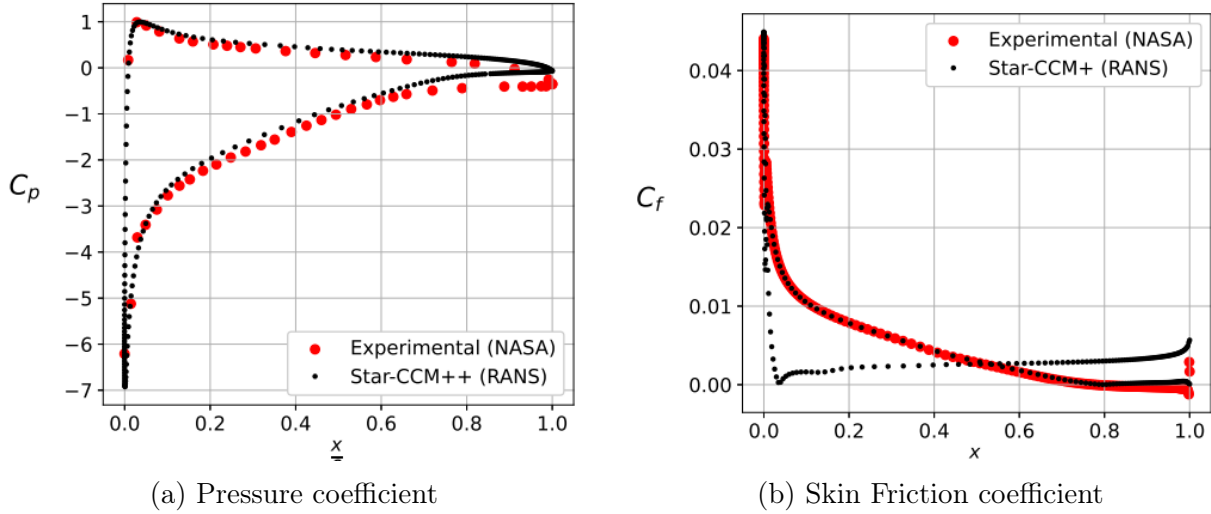 1
0
−1
−2
−3
−4
−5
−6
−7
C_p
Experimental (NASA)
Star-CCM++ (RANS)
0.0 0.2 0.4 0.6 0.8 1.0
x
(a) Pressure coefficient
0.04
0.03
0.02
0.01
0.00
C_f
Experimental (NASA)
Star-CCM+ (RANS)
0.0 0.2 0.4 0.6 0.8 1.0
x
(b) Skin Friction coefficient